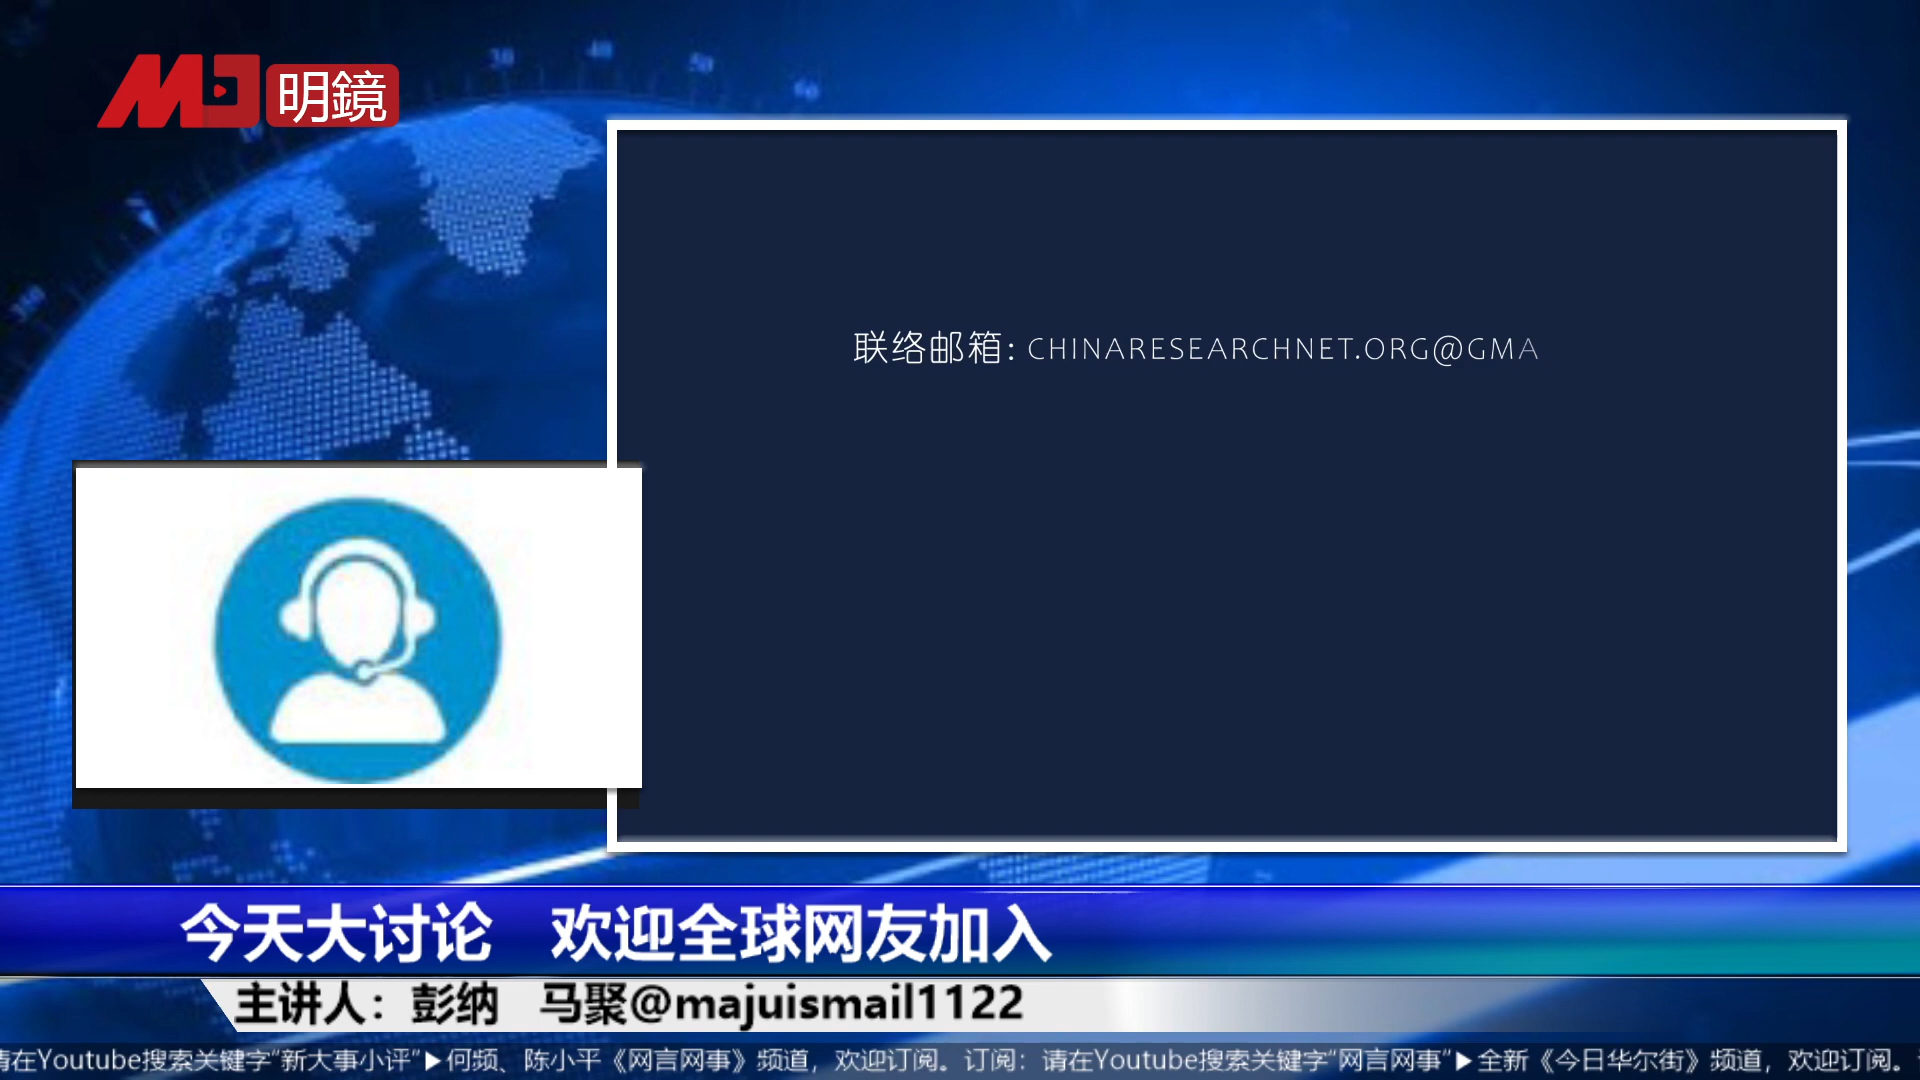 明鏡
联络邮箱: CHINARESEARCHNET.ORG@GMA
今天大讨论 欢迎全球网友加入
主讲人：彭纳 马聚@majuismail1122
请在Youtube搜索关键字“新大事小评”▶何频、陈小平《网言网事》频道，欢迎订阅。订阅：请在Youtube搜索关键字“网言网事”▶全新《今日华尔街》频道，欢迎订阅。